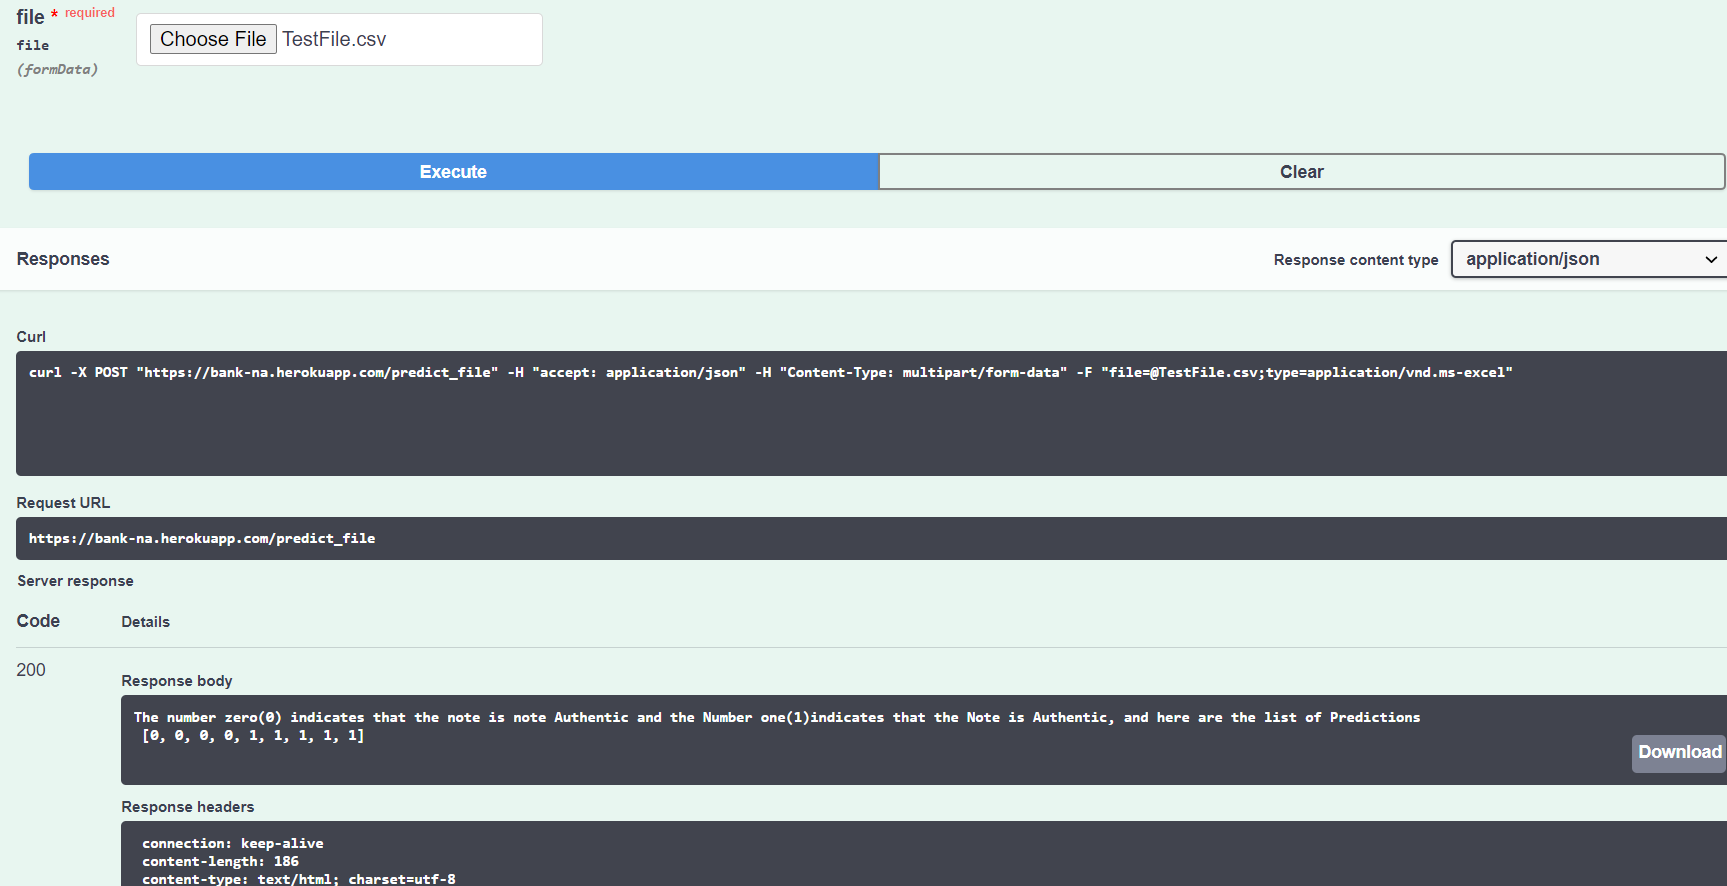 file * required
file
(formData)
Choose File TestFile.csv
Execute Clear
Responses Response content type application/json
Curl
curl -X POST "https://bank-na.herokuapp.com/predict_file" -H "accept: application/json" -H "Content-Type: multipart/form-data" -F "file=@TestFile.csv;type=application/vnd.ms-excel"
Request URL
https://bank-na.herokuapp.com/predict_file
Server response
Code Details
200
Response body
The number zero(0) indicates that the note is note Authentic and the Number one(1)indicates that the Note is Authentic, and here are the list of Predictions
[0, 0, 0, 0, 1, 1, 1, 1, 1]
Download
Response headers
connection: keep-alive
content-length: 186
content-type: text/html; charset=utf-8